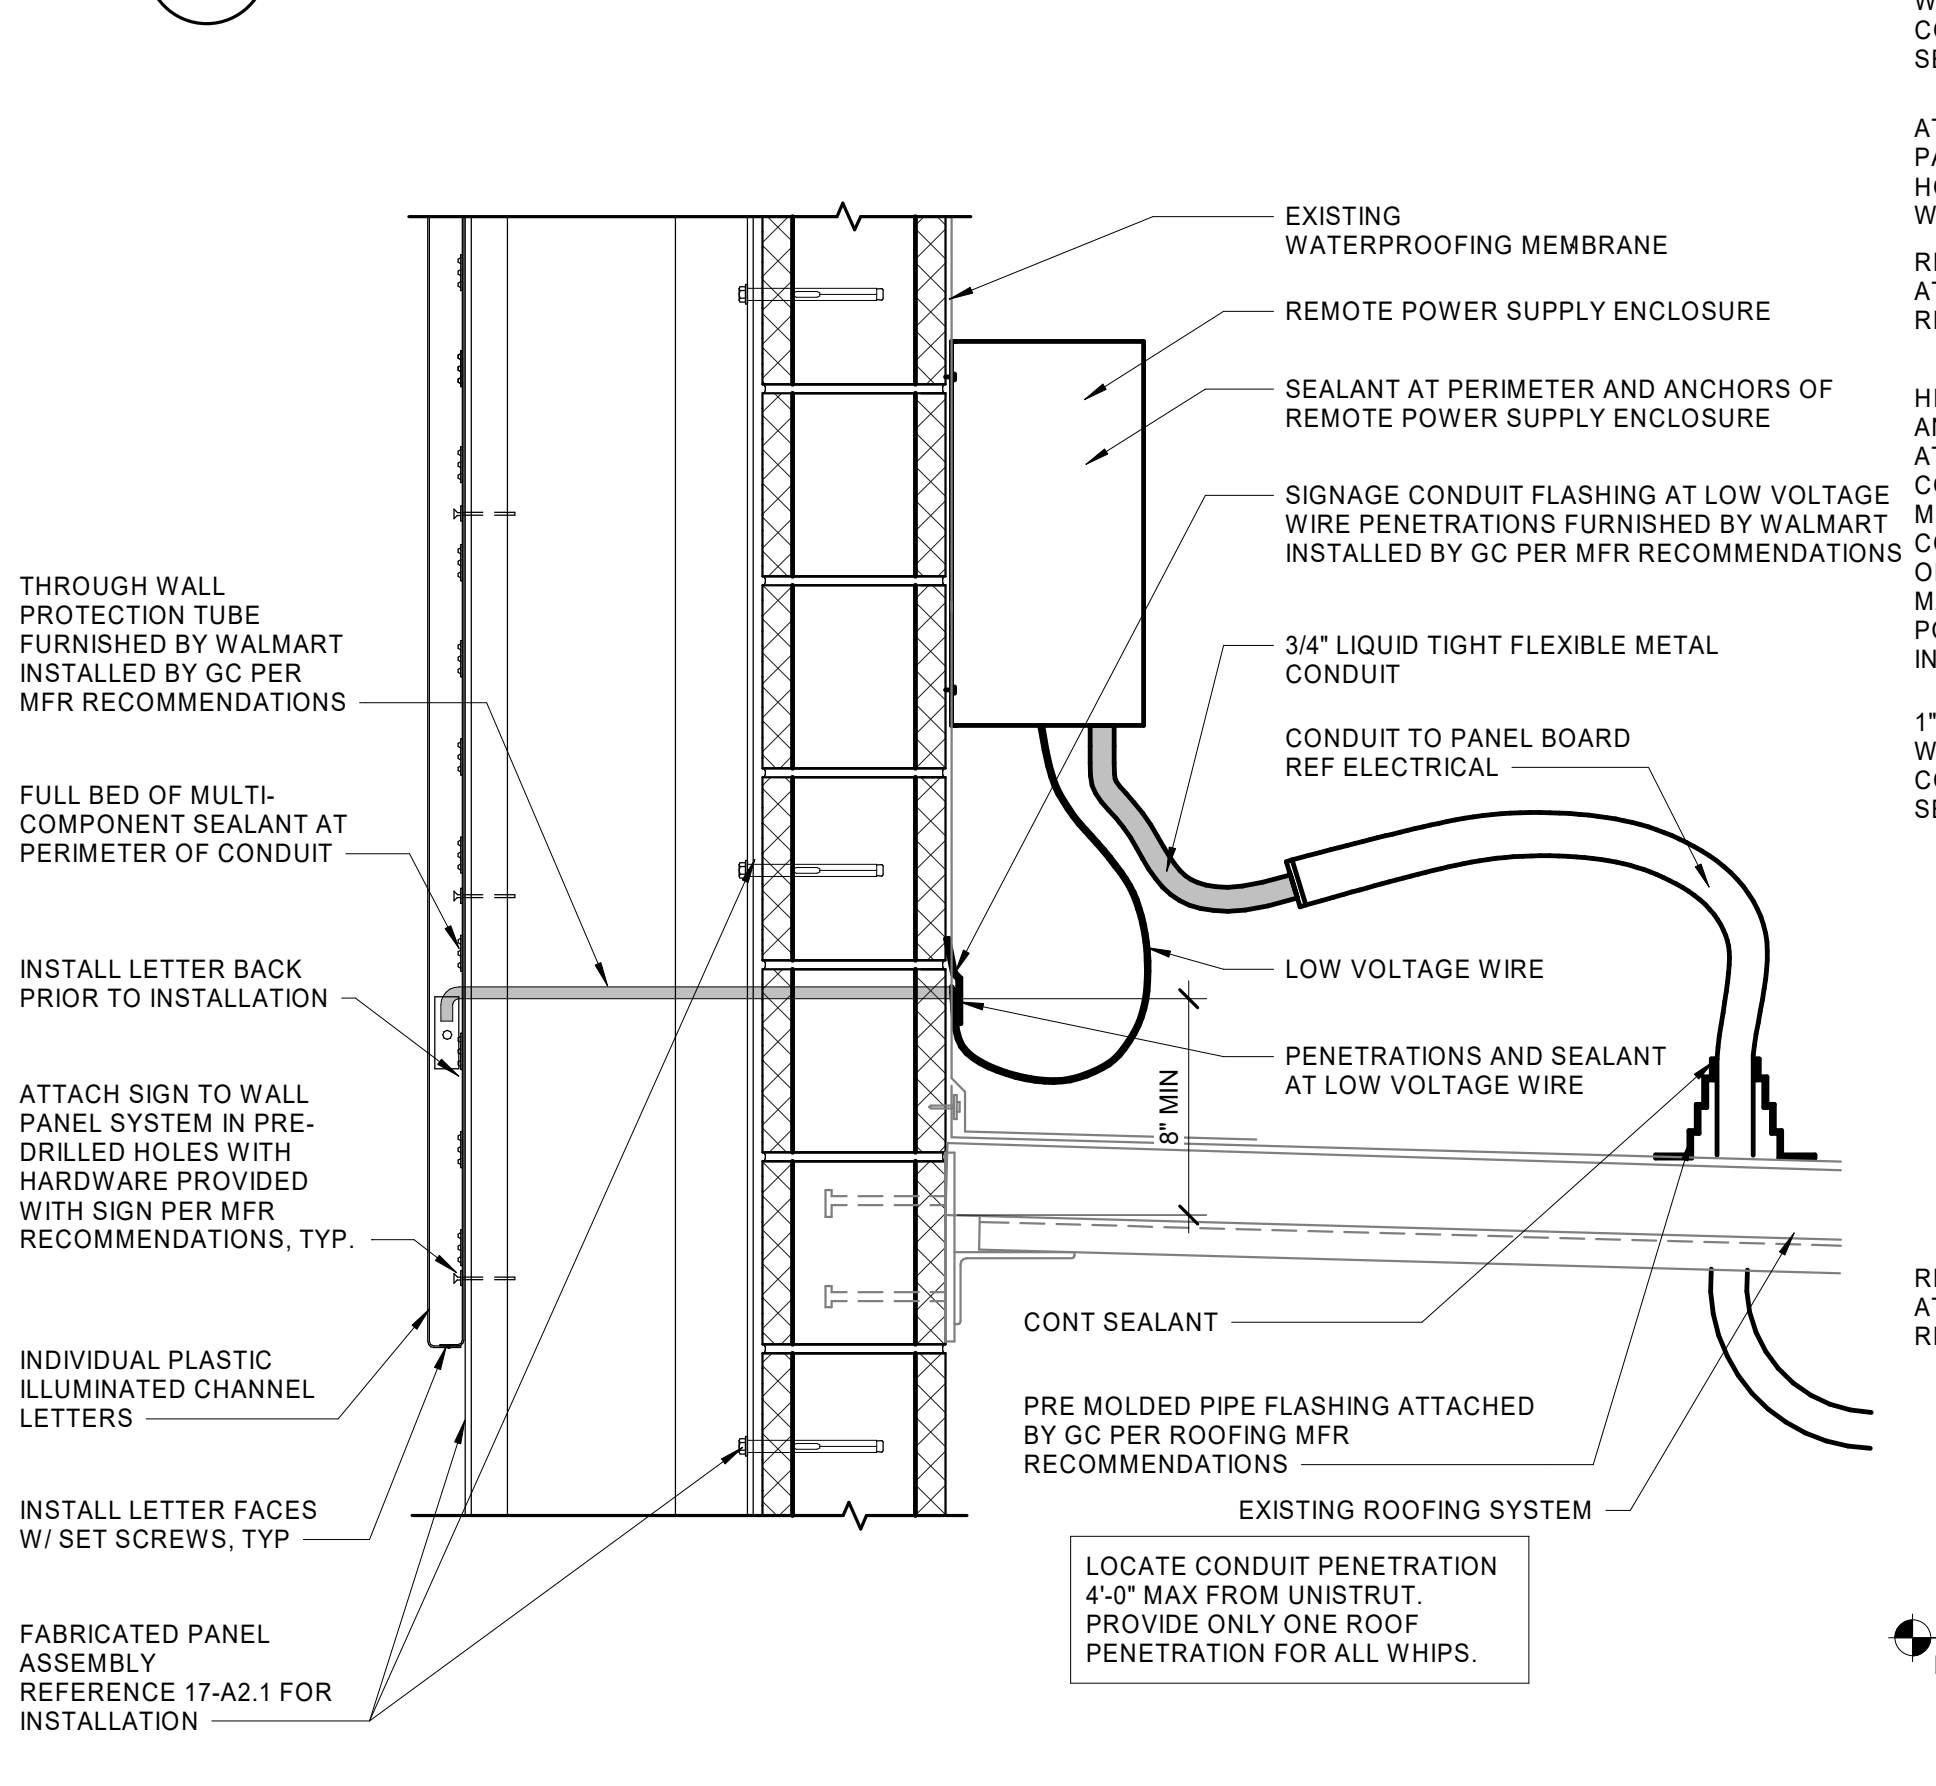 THROUGH WALL
PROTECTION TUBE
FURNISHED BY WALMART
INSTALLED BY GC PER
MFR RECOMMENDATIONS
FULL BED OF MULTI-
COMPONENT SEALANT AT
PERIMETER OF CONDUIT
INSTALL LETTER BACK
PRIOR TO INSTALLATION
ATTACH SIGN TO WALL
PANEL SYSTEM IN PRE-
DRILLED HOLES WITH
HARDWARE PROVIDED
WITH SIGN PER MFR
RECOMMENDATIONS, TYP.
INDIVIDUAL PLASTIC
ILLUMINATED CHANNEL
LETTERS
INSTALL LETTER FACES
W/ SET SCREWS, TYP
FABRICATED PANEL
ASSEMBLY
REFERENCE 17-A2.1 FOR
INSTALLATION
EXISTING
WATERPROOFING MEMBRANE
REMOTE POWER SUPPLY ENCLOSURE
SEALANT AT PERIMETER AND ANCHORS OF
REMOTE POWER SUPPLY ENCLOSURE
SIGNAGE CONDUIT FLASHING AT LOW VOLTAGE
WIRE PENETRATIONS FURNISHED BY WALMART
INSTALLED BY GC PER MFR RECOMMENDATIONS
3/4" LIQUID TIGHT FLEXIBLE METAL
CONDUIT
CONDUIT TO PANEL BOARD
REF ELECTRICAL
LOW VOLTAGE WIRE
PENETRATIONS AND SEALANT
AT LOW VOLTAGE WIRE
8" MIN
CONT SEALANT
PRE MOLDED PIPE FLASHING ATTACHED
BY GC PER ROOFING MFR
RECOMMENDATIONS
EXISTING ROOFING SYSTEM
LOCATE CONDUIT PENETRATION
4'-0" MAX FROM UNISTRUT.
PROVIDE ONLY ONE ROOF
PENETRATION FOR ALL WHIPS.